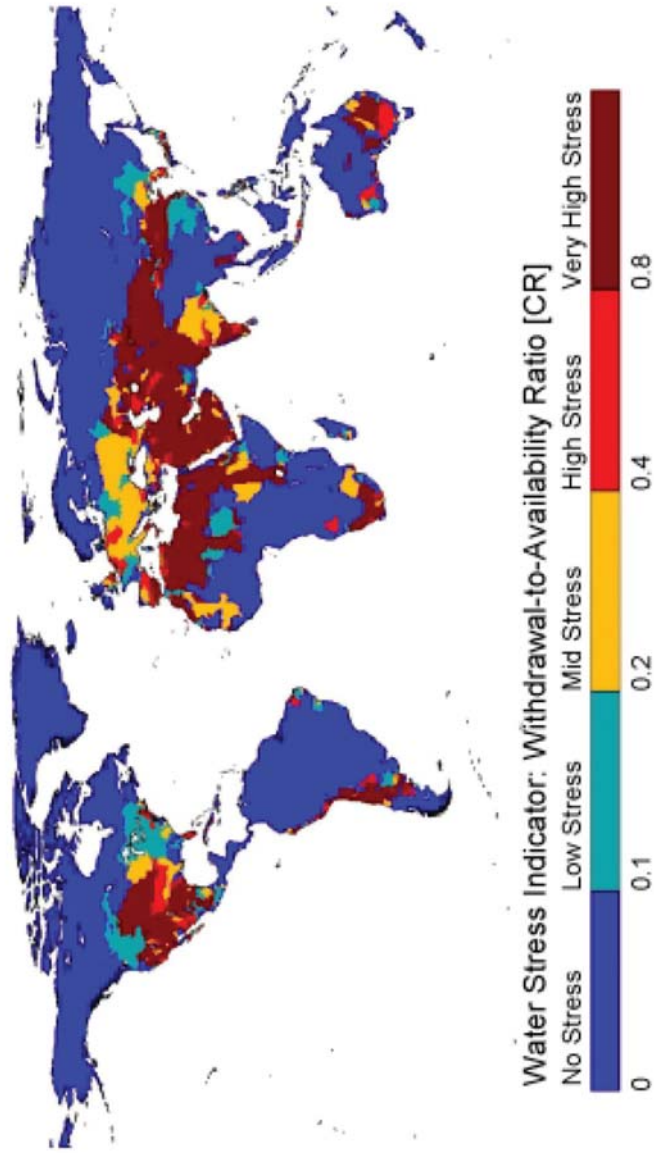 Water Stress Indicator: Withdrawal-to-Availability Ratio [CR]
No Stress Low Stress Mid Stress High Stress Very High Stress
0 0.1 0.2 0.4 0.8